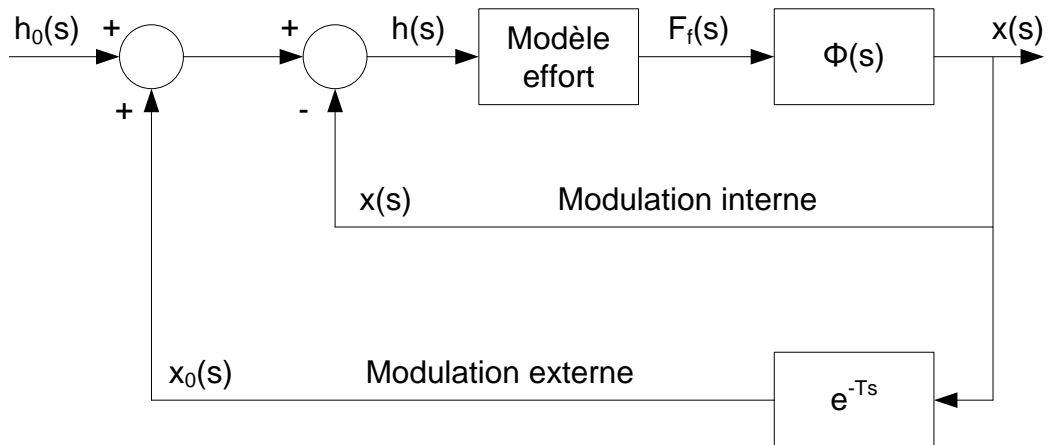 h₀(s) + + h(s) Modèle effort F_f(s) Φ(s) x(s)
+ -
x(s) Modulation interne
x₀(s) Modulation externe e^{-Ts}